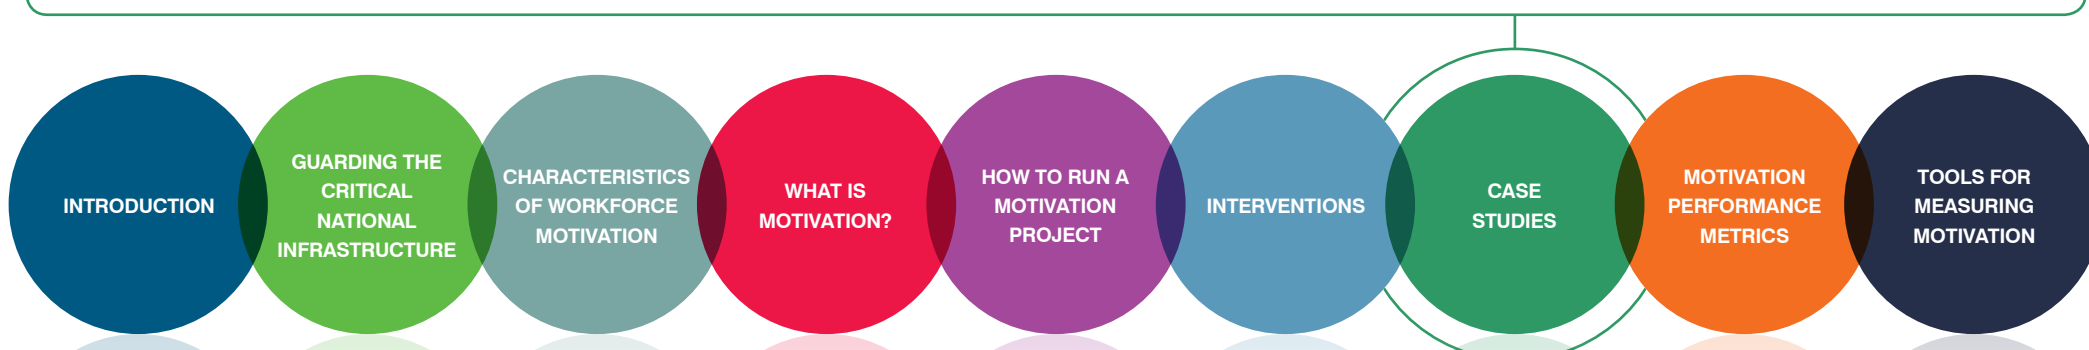 INTRODUCTION
GUARDING THE
CRITICAL
NATIONAL
INFRASTRUCTURE
CHARACTERISTICS
OF WORKFORCE
MOTIVATION
WHAT IS
MOTIVATION?
HOW TO RUN A
MOTIVATION
PROJECT
INTERVENTIONS
CASE
STUDIES
MOTIVATION
PERFORMANCE
METRICS
TOOLS FOR
MEASURING
MOTIVATION